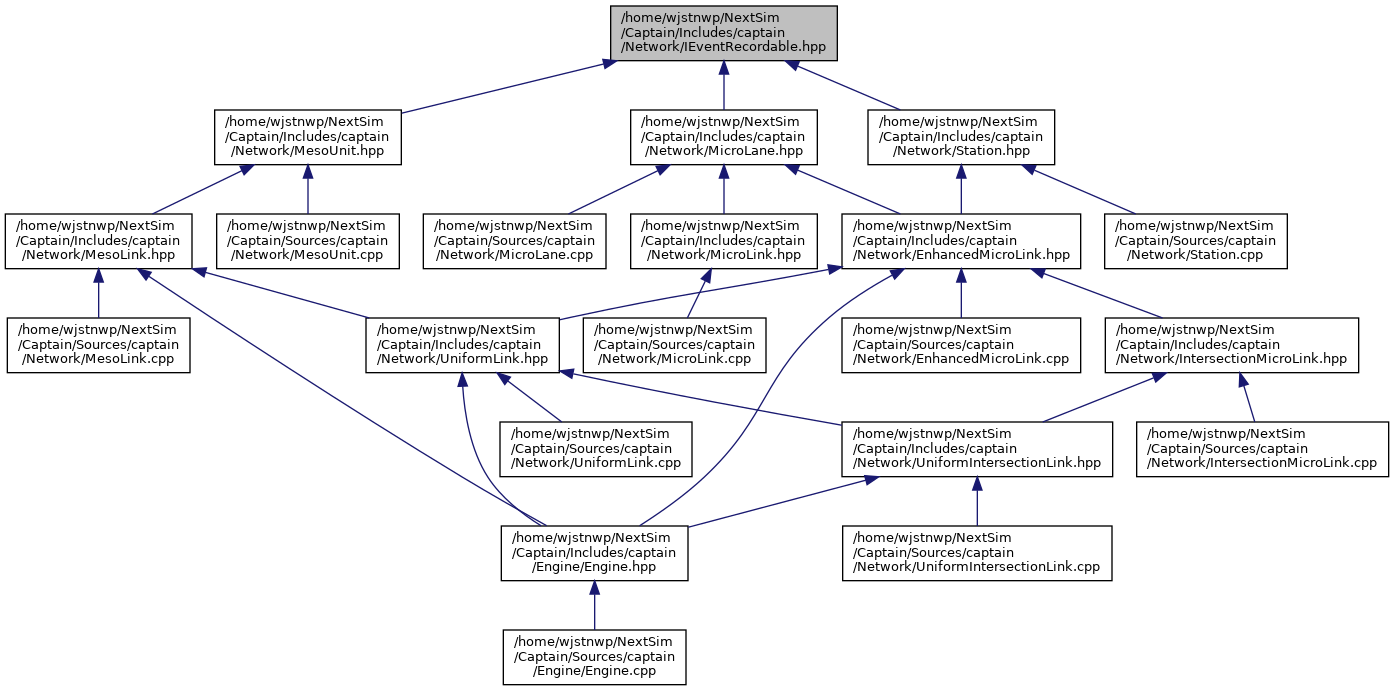 /home/wjstnwp/NextSim
/Captain/Includes/captain
/Network/IEventRecordable.hpp
/home/wjstnwp/NextSim
/Captain/Includes/captain
/Network/MesoUnit.hpp
/home/wjstnwp/NextSim
/Captain/Includes/captain
/Network/MicroLane.hpp
/home/wjstnwp/NextSim
/Captain/Includes/captain
/Network/Station.hpp
/home/wjstnwp/NextSim
/Captain/Includes/captain
/Network/MesoLink.hpp
/home/wjstnwp/NextSim
/Captain/Sources/captain
/Network/MesoUnit.cpp
/home/wjstnwp/NextSim
/Captain/Sources/captain
/Network/MicroLane.cpp
/home/wjstnwp/NextSim
/Captain/Includes/captain
/Network/MicroLink.hpp
/home/wjstnwp/NextSim
/Captain/Includes/captain
/Network/EnhancedMicroLink.hpp
/home/wjstnwp/NextSim
/Captain/Sources/captain
/Network/Station.cpp
/home/wjstnwp/NextSim
/Captain/Sources/captain
/Network/MesoLink.cpp
/home/wjstnwp/NextSim
/Captain/Includes/captain
/Network/UniformLink.hpp
/home/wjstnwp/NextSim
/Captain/Sources/captain
/Network/MicroLink.cpp
/home/wjstnwp/NextSim
/Captain/Sources/captain
/Network/EnhancedMicroLink.cpp
/home/wjstnwp/NextSim
/Captain/Includes/captain
/Network/IntersectionMicroLink.hpp
/home/wjstnwp/NextSim
/Captain/Sources/captain
/Network/UniformLink.cpp
/home/wjstnwp/NextSim
/Captain/Includes/captain
/Network/UniformIntersectionLink.hpp
/home/wjstnwp/NextSim
/Captain/Sources/captain
/Network/IntersectionMicroLink.cpp
/home/wjstnwp/NextSim
/Captain/Includes/captain
/Engine/Engine.hpp
/home/wjstnwp/NextSim
/Captain/Sources/captain
/Network/UniformIntersectionLink.cpp
/home/wjstnwp/NextSim
/Captain/Sources/captain
/Engine/Engine.cpp